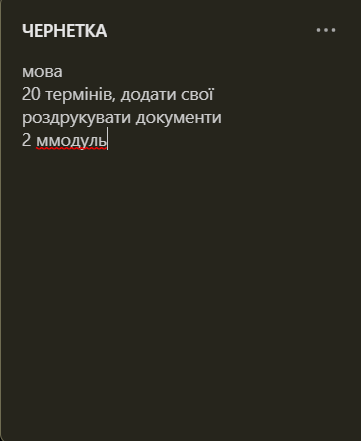 ЧЕРНЕТКА
мова
20 термінів, додати свої
роздрукувати документи
2 ммодуль